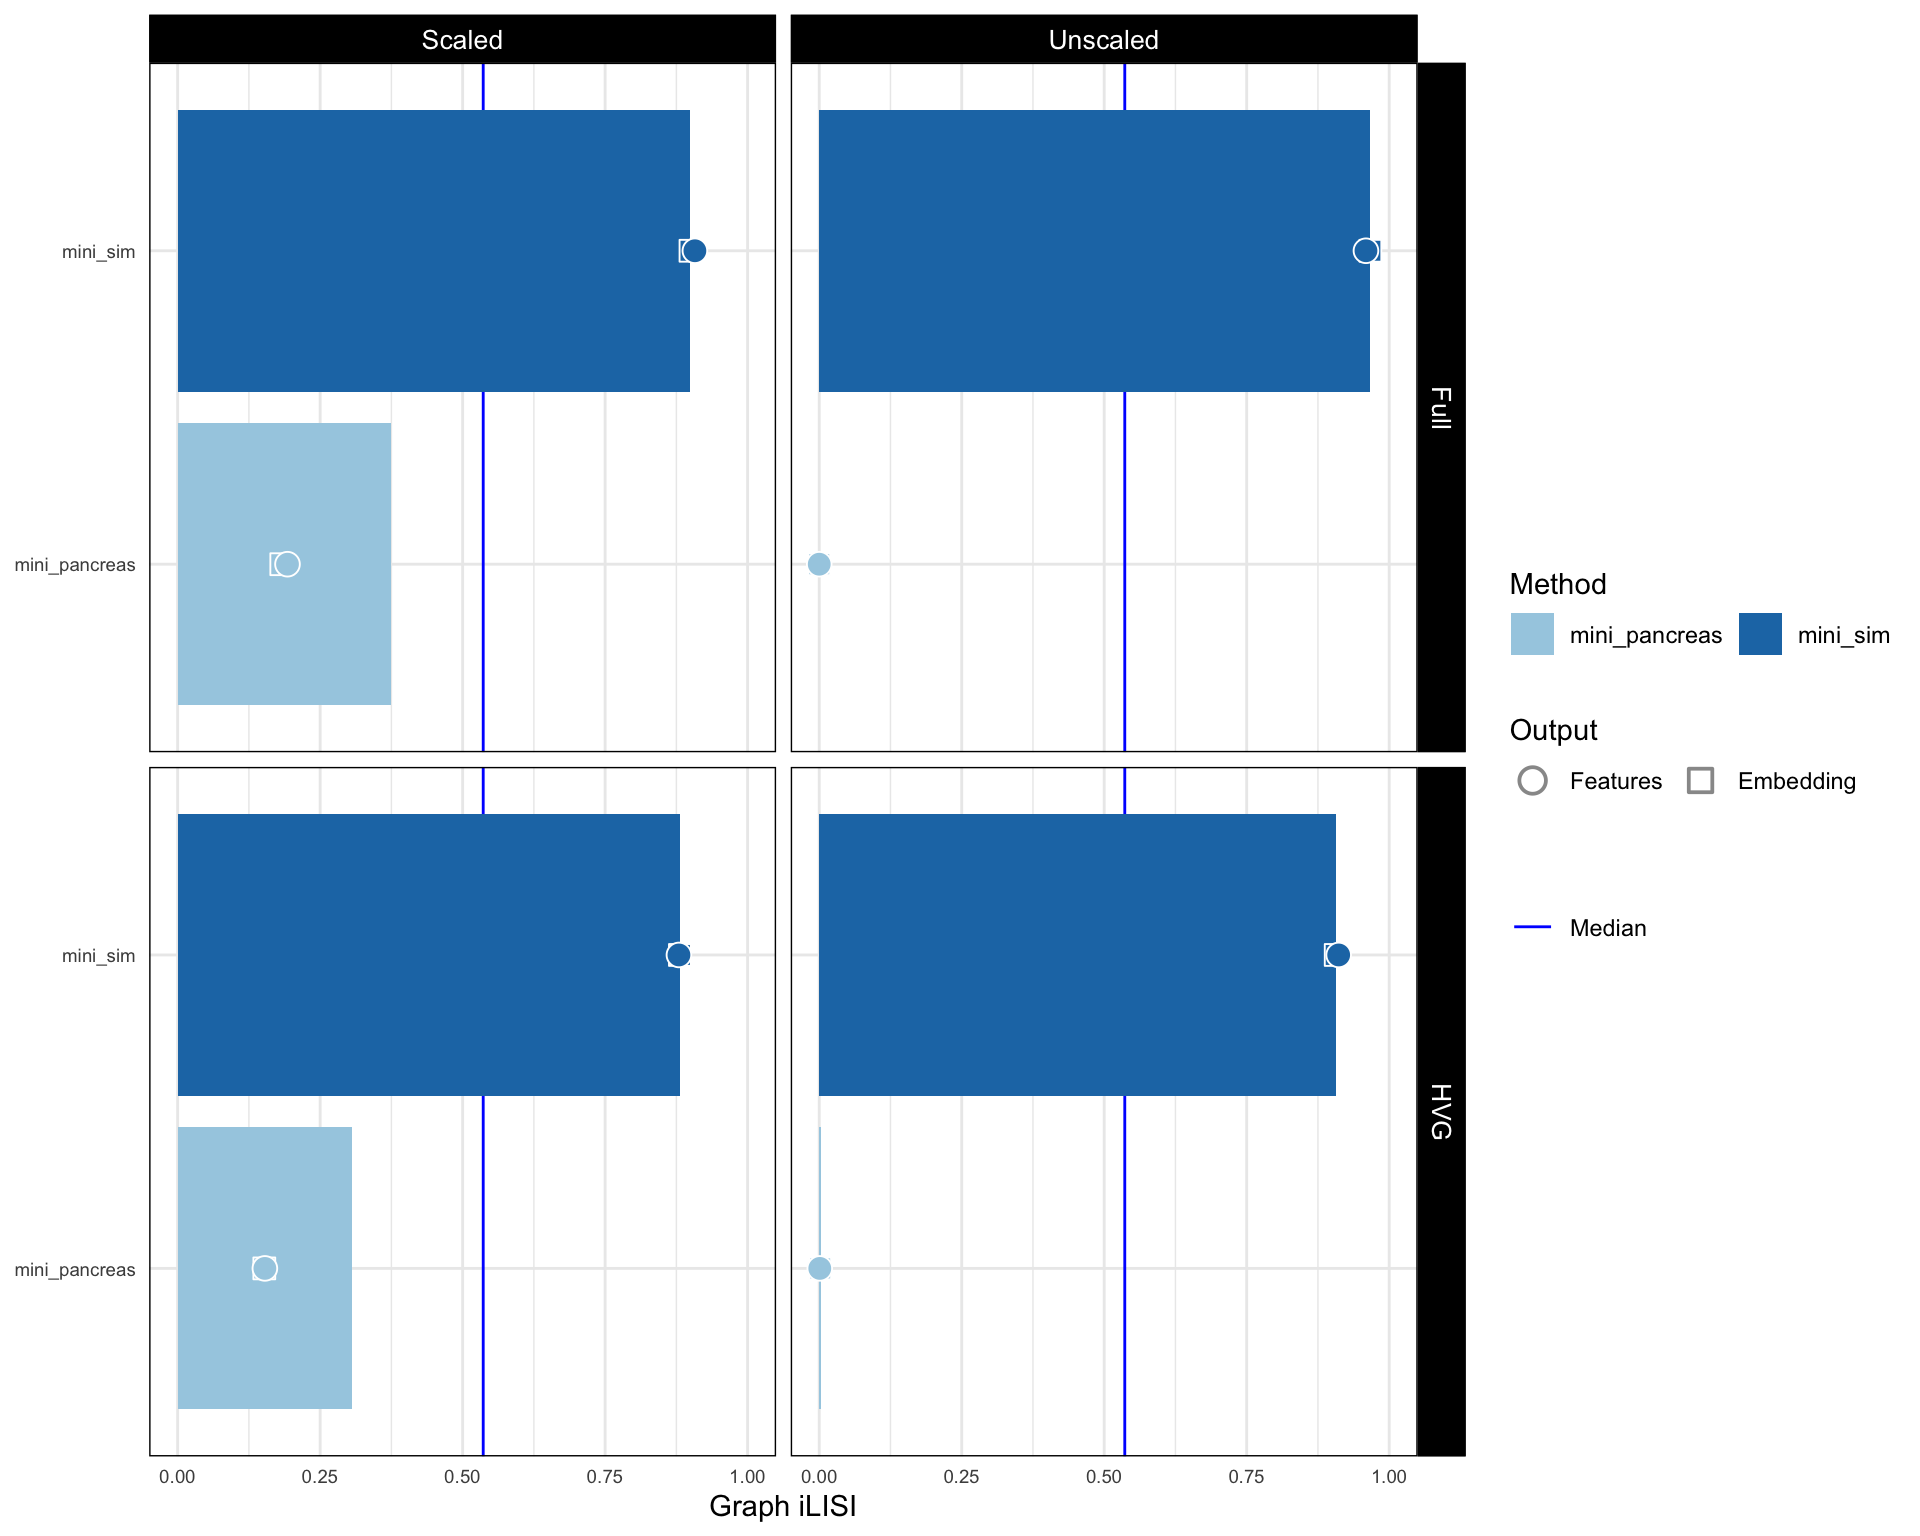 Scaled
Unscaled
mini_sim
mini_pancreas
Full
mini_sim
mini_pancreas
HVG
0.00 0.25 0.50 0.75 1.00
0.00 0.25 0.50 0.75 1.00
Graph iLISI
Method
mini_pancreas mini_sim
Output
Features Embedding
Median